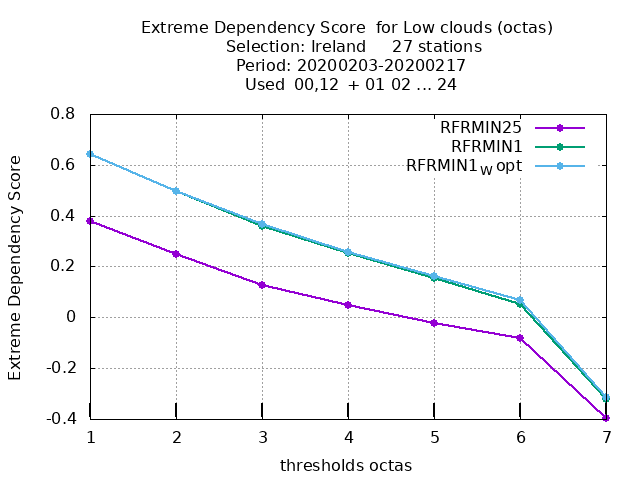 Extreme Dependency Score for Low clouds (octas)
Selection: Ireland 27 stations
Period: 20200203-20200217
Used 00,12 + 01 02 ... 24
Extreme Dependency Score
0.8
0.6
0.4
0.2
0
-0.2
-0.4
RFRMIN25
RFRMIN1
RFRMIN1W opt
1 2 3 4 5 6 7
thresholds octas